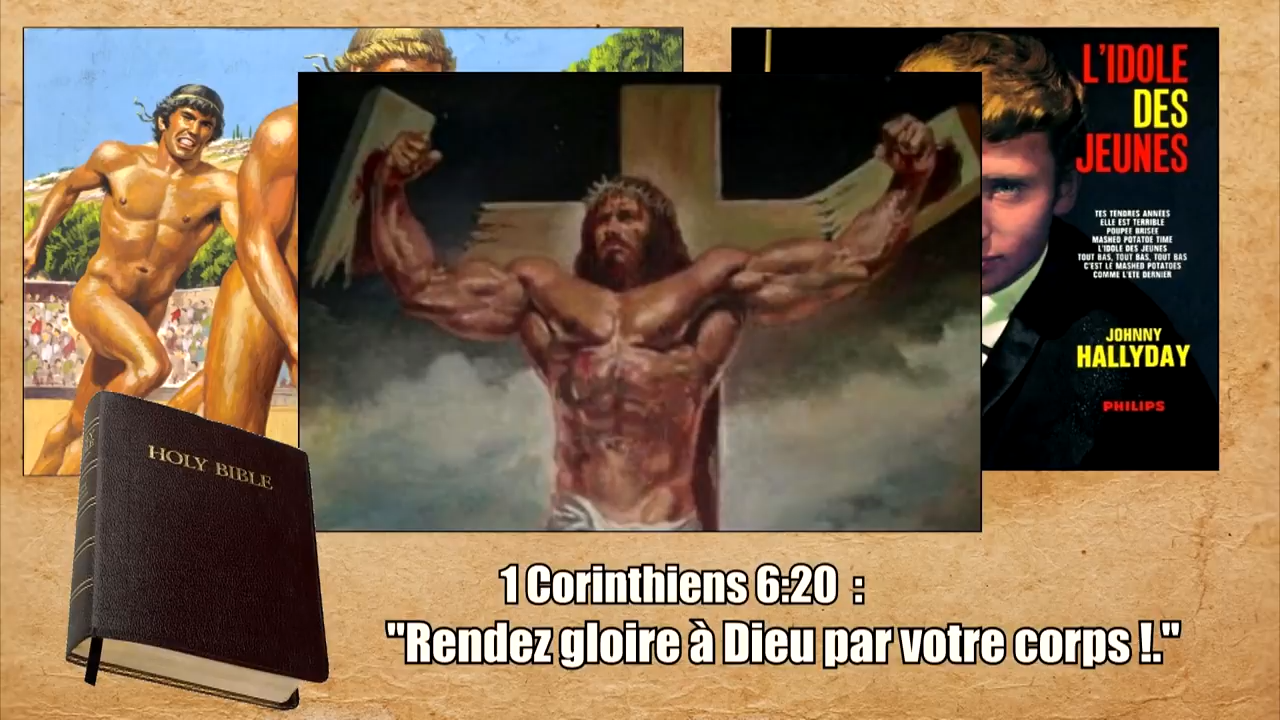 L'IDOLE
DES
JEUNES
TES TENDRES ANNÉES
ELLE EST TERRIBLE
POUPÉE BRISÉE
MASHED POTATOE TIME
L'IDOLE DES JEUNES
TOUT BAS, TOUT BAS, TOUT BAS
C'EST LE MASHED POTATOES
COMME L'ÉTÉ DERNIER
JOHNNY
HALLYDAY
PHILIPS
HOLY BIBLE
1 Corinthiens 6:20 :
"Rendez gloire à Dieu par votre corps !."